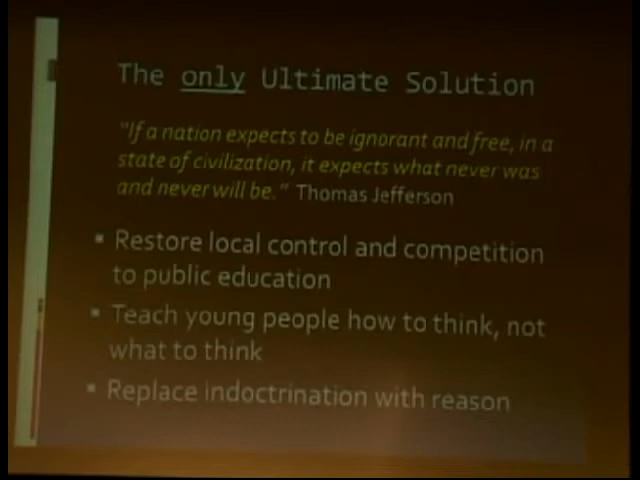 The only Ultimate Solution
"If a nation expects to be ignorant and free, in a
state of civilization, it expects what never was
and never will be." Thomas Jefferson
▪ Restore local control and competition
to public education
▪ Teach young people how to think, not
what to think
▪ Replace indoctrination with reason